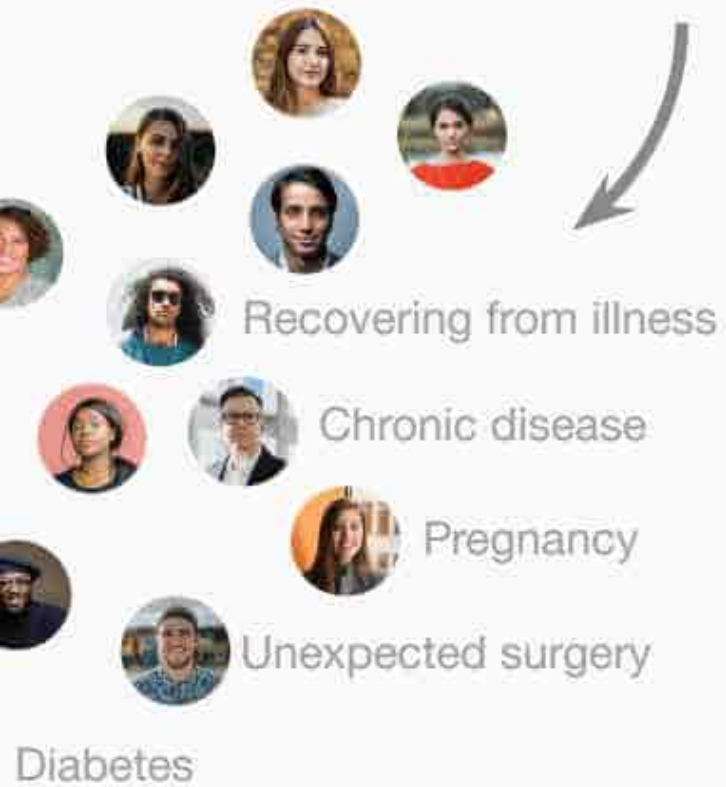 Recovering from illness
Chronic disease
Pregnancy
Unexpected surgery
Diabetes